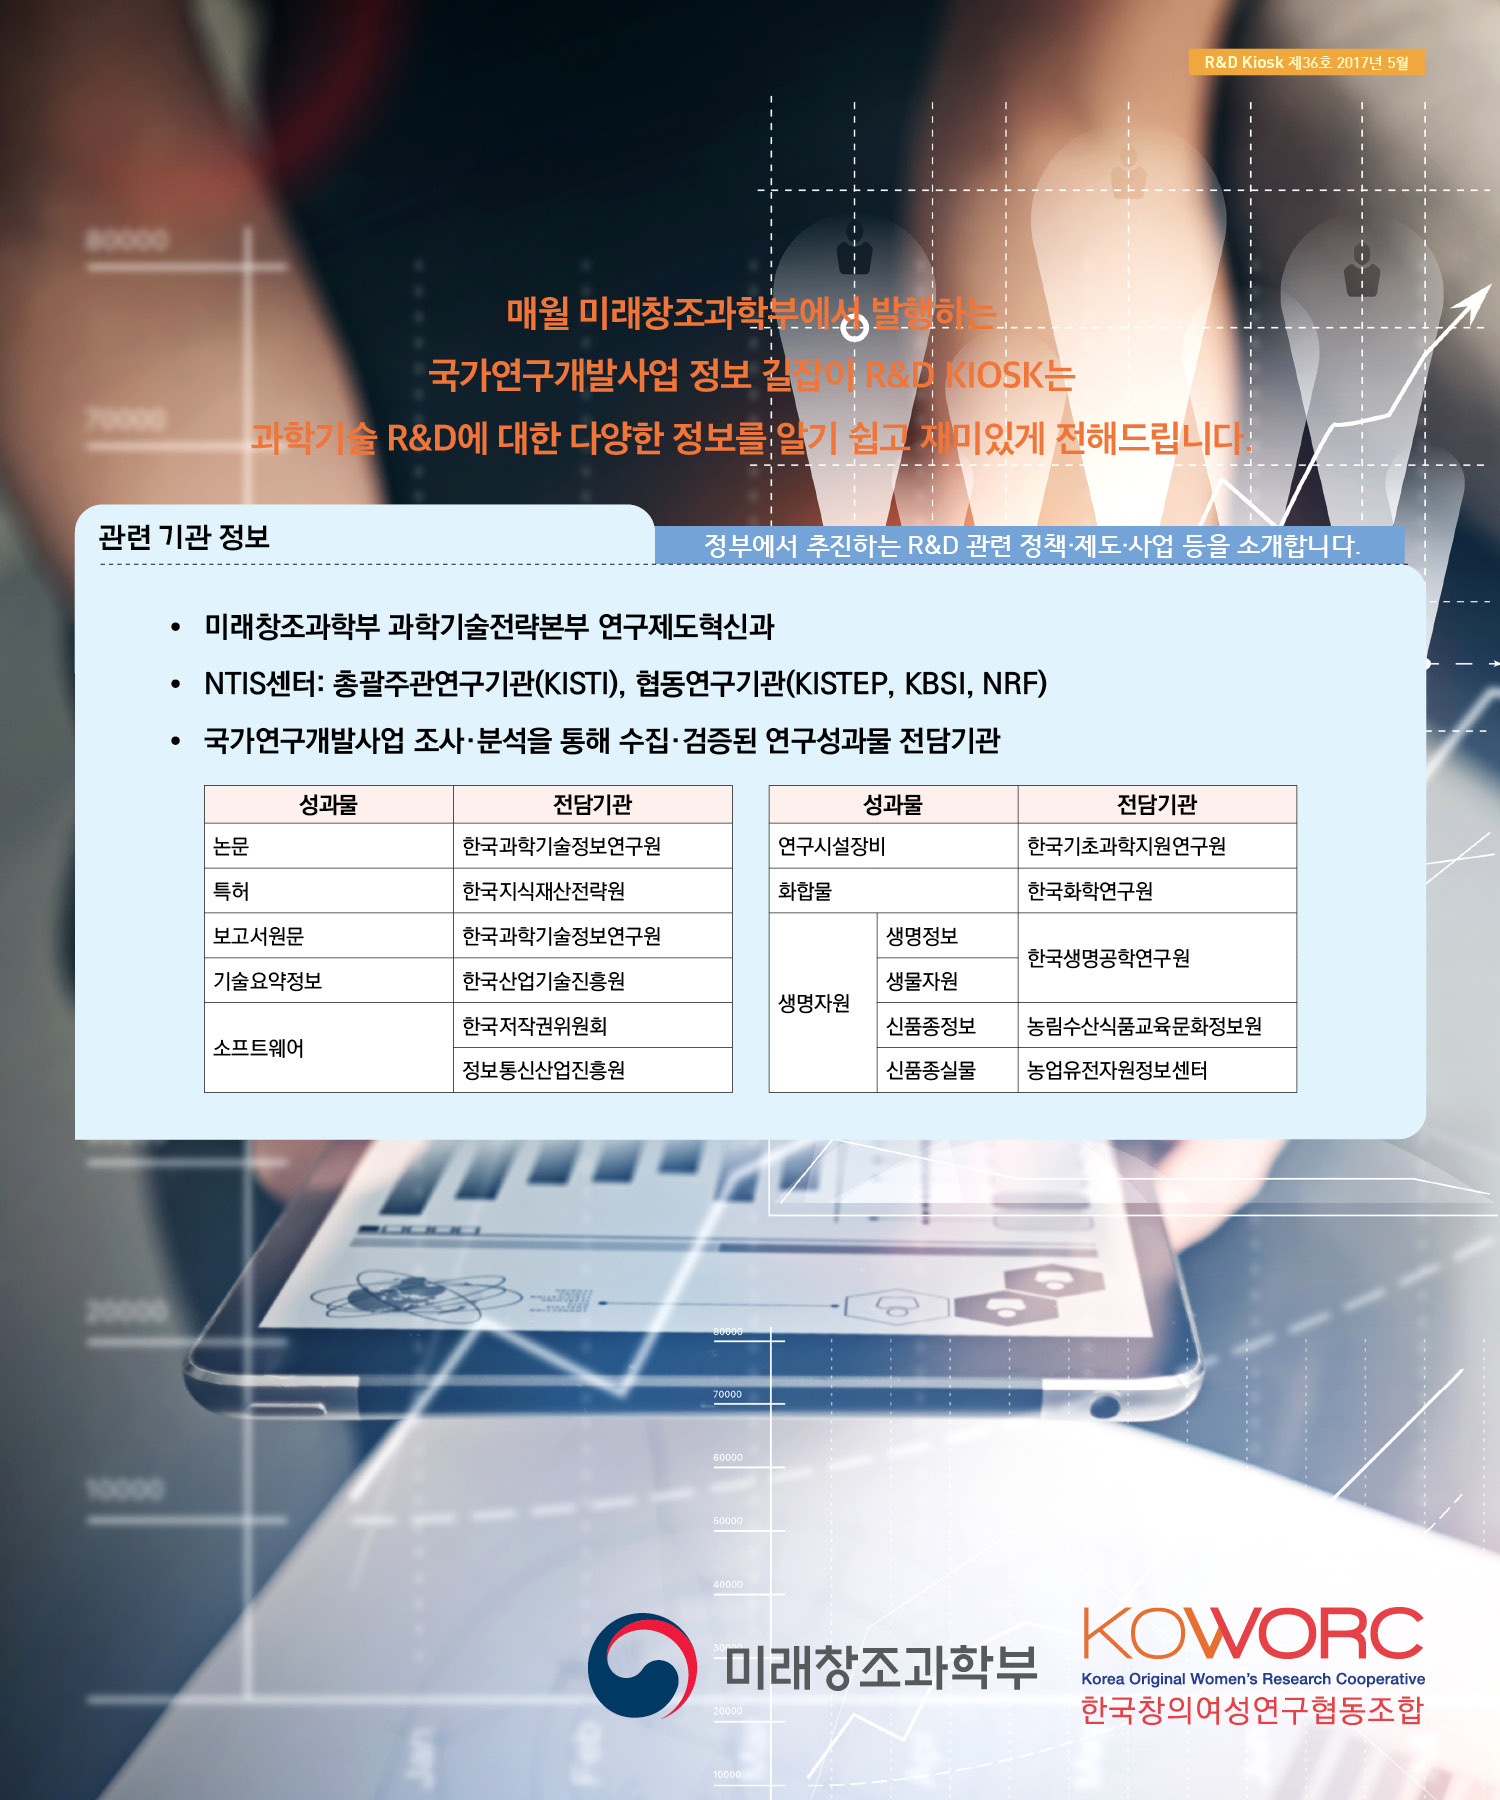 R&D Kiosk 제36호 2017년 5월
매월 미래창조과학부에서 발행하는
국가연구개발사업 정보 길잡이 R&D KIOSK는
과학기술 R&D에 대한 다양한 정보를 알기 쉽고 재미있게 전해드립니다.
관련 기관 정보
정부에서 추진하는 R&D 관련 정책·제도·사업 등을 소개합니다.
• 미래창조과학부 과학기술전략본부 연구제도혁신과
• NTIS센터: 총괄주관연구기관(KISTI), 협동연구기관(KISTEP, KBSI, NRF)
• 국가연구개발사업 조사·분석을 통해 수집·검증된 연구성과물 전담기관
성과물 전담기관
논문 한국과학기술정보연구원
특허 한국지식재산전략원
보고서원문 한국과학기술정보연구원
기술요약정보 한국산업기술진흥원
소프트웨어 한국저작권위원회
정보통신산업진흥원
성과물 전담기관
연구시설장비 한국기초과학지원연구원
화합물 한국화학연구원
생명자원 생명정보 한국생명공학연구원
생물자원
신품종정보 농림수산식품교육문화정보원
신품종실물 농업유전자원정보센터
80000
70000
20000
10000
80000
70000
60000
50000
40000
30000
20000
10000
Jan
Feb
미래창조과학부
KOWORC
Korea Original Women's Research Cooperative
한국창의여성연구협동조합